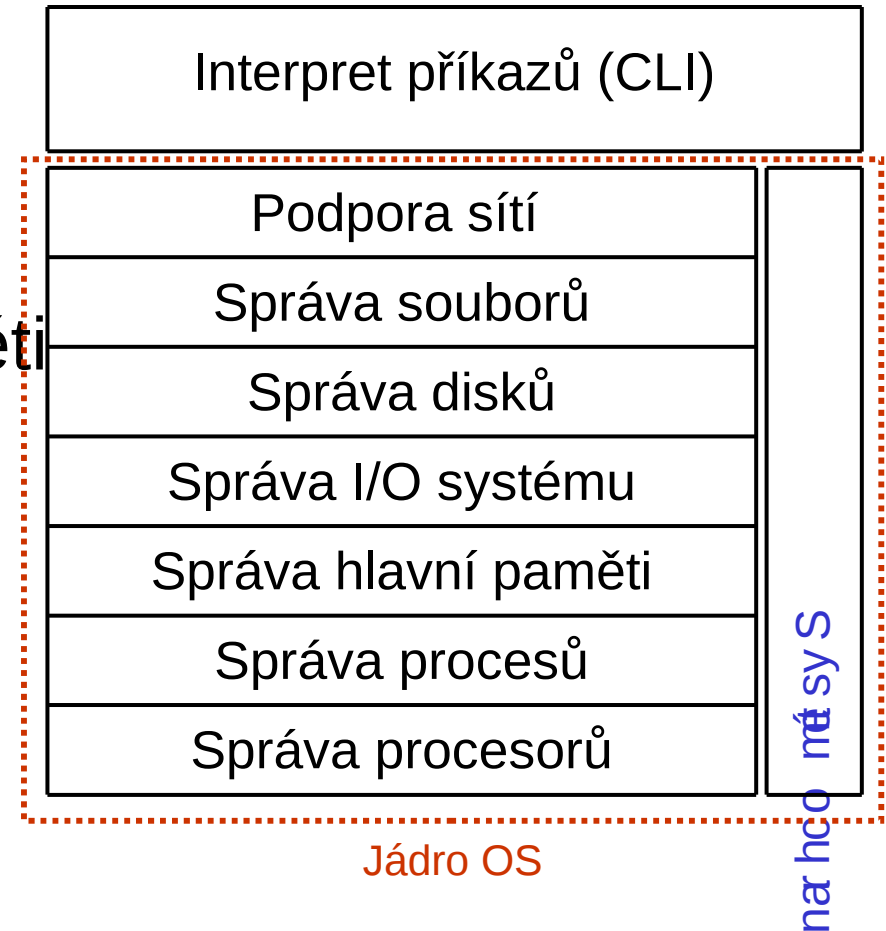 Interpret příkazů (CLI)
Podpora sítí
Správa souborů
ěti
Správa disků
Správa I/O systému
Správa hlavní paměti
Správa procesů
Správa procesorů
Jádro OS